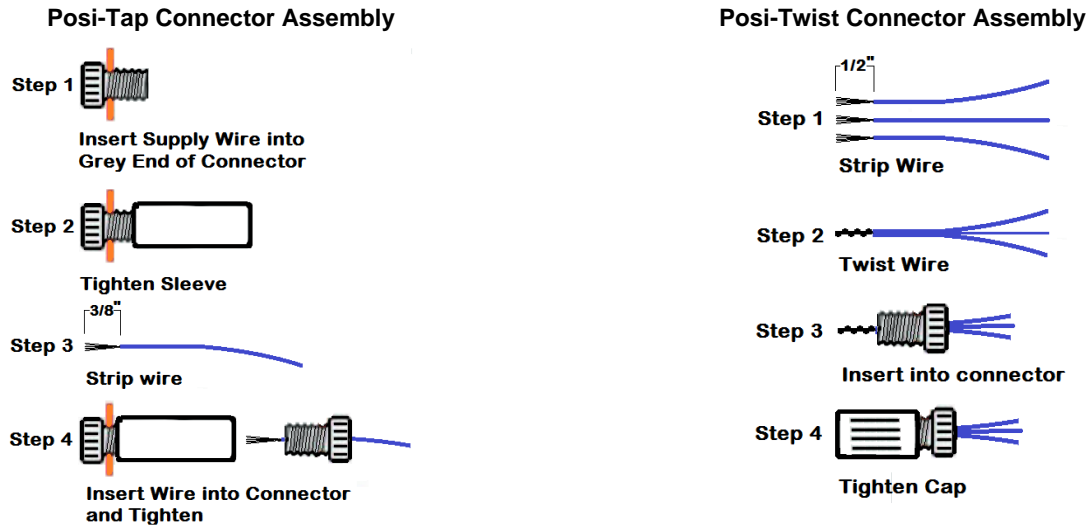 Posi-Tap Connector Assembly
Step 1
Insert Supply Wire into
Grey End of Connector
Step 2
Tighten Sleeve
3/8"
Step 3
Strip wire
Step 4
Insert Wire into Connector
and Tighten
Posi-Twist Connector Assembly
1/2"
Step 1
Strip Wire
Step 2
Twist Wire
Step 3
Insert into connector
Step 4
Tighten Cap